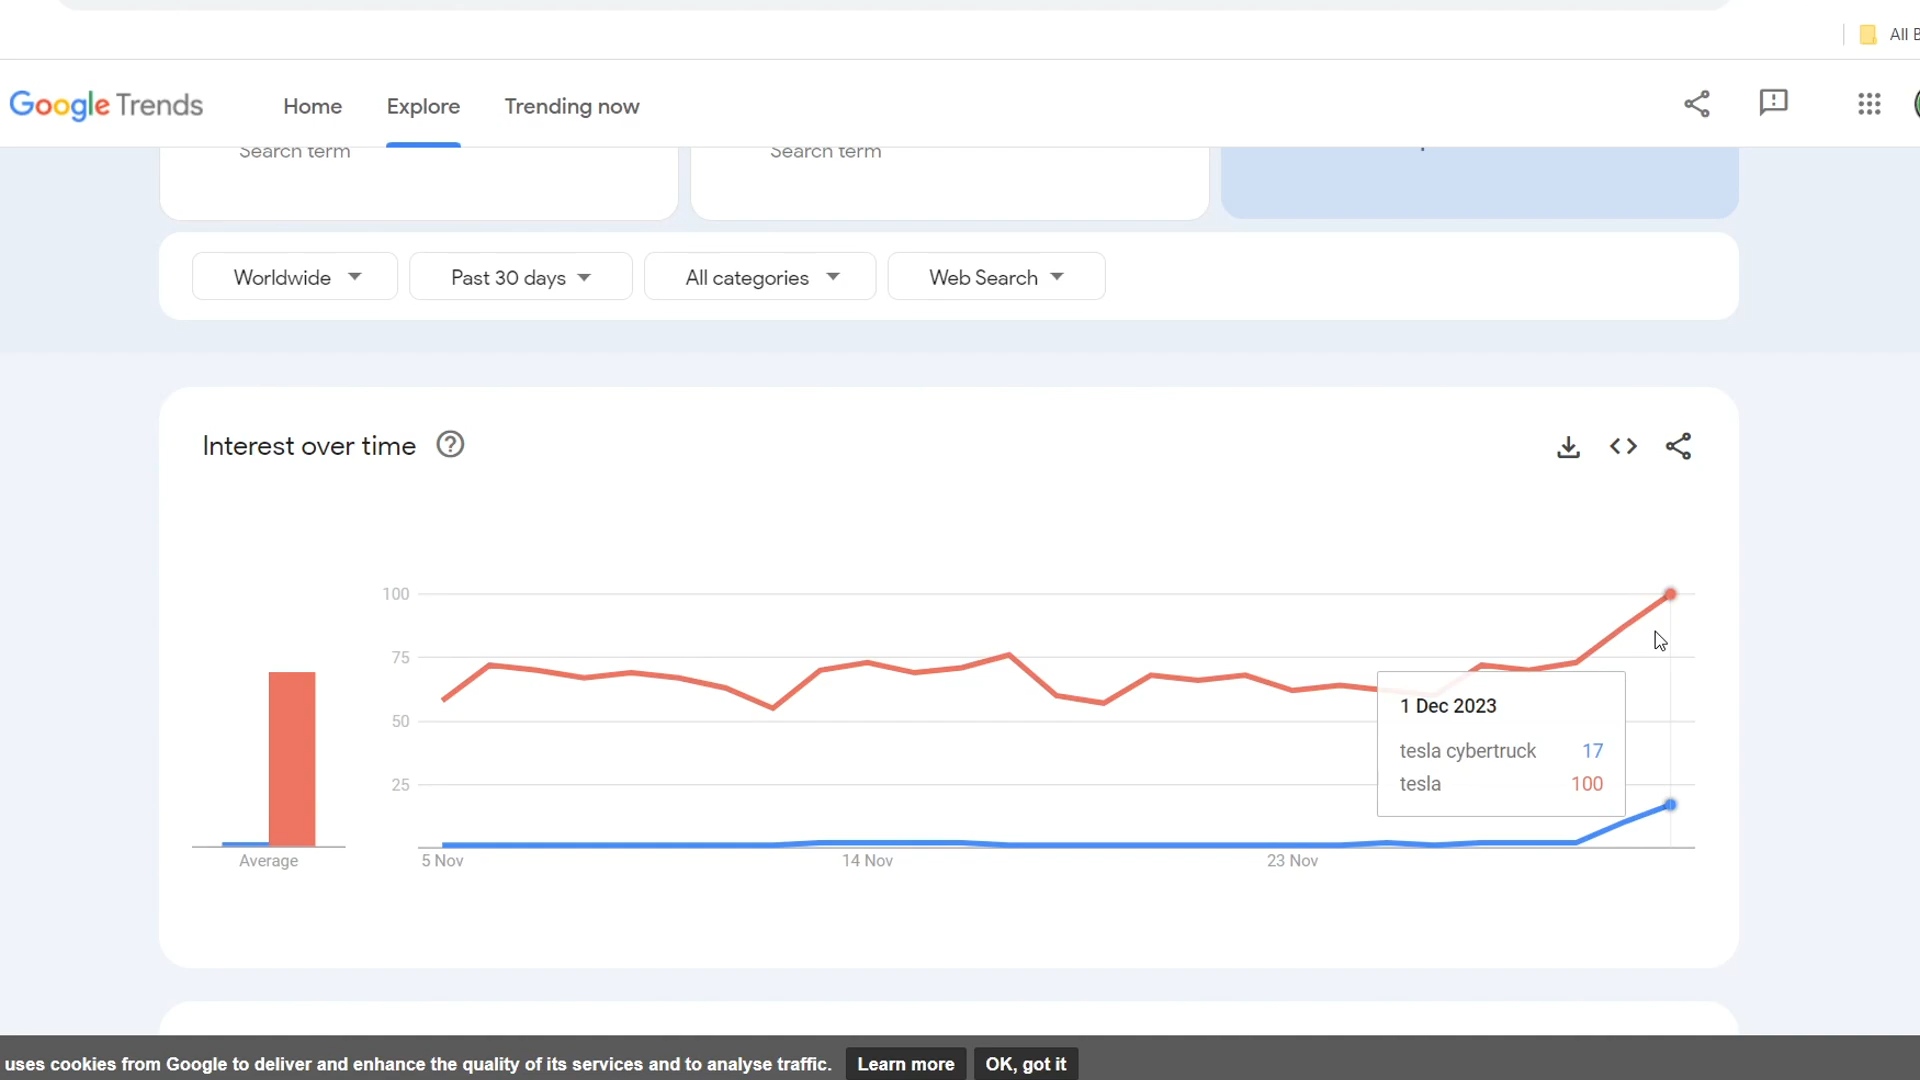 All B
Google Trends
Home
Explore
Trending now
Search term
Search term
Worldwide
Past 30 days
All categories
Web Search
Interest over time
100
75
50
25
1 Dec 2023
tesla cybertruck 17
tesla 100
Average
5 Nov
14 Nov
23 Nov
uses cookies from Google to deliver and enhance the quality of its services and to analyse traffic.
Learn more
OK, got it